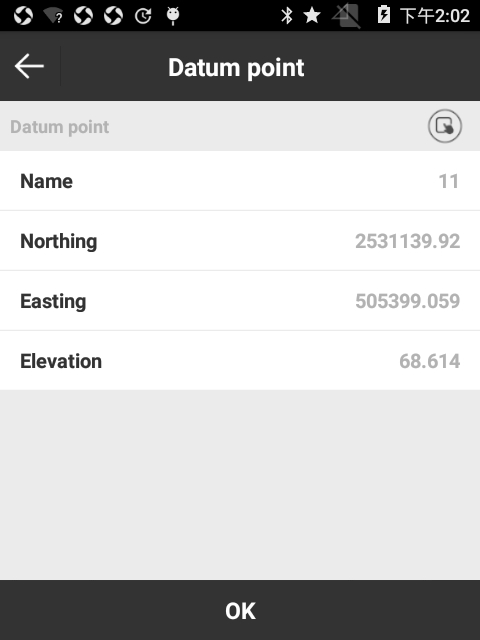 下午2:02
Datum point
Datum point
Name 11
Northing 2531139.92
Easting 505399.059
Elevation 68.614
OK